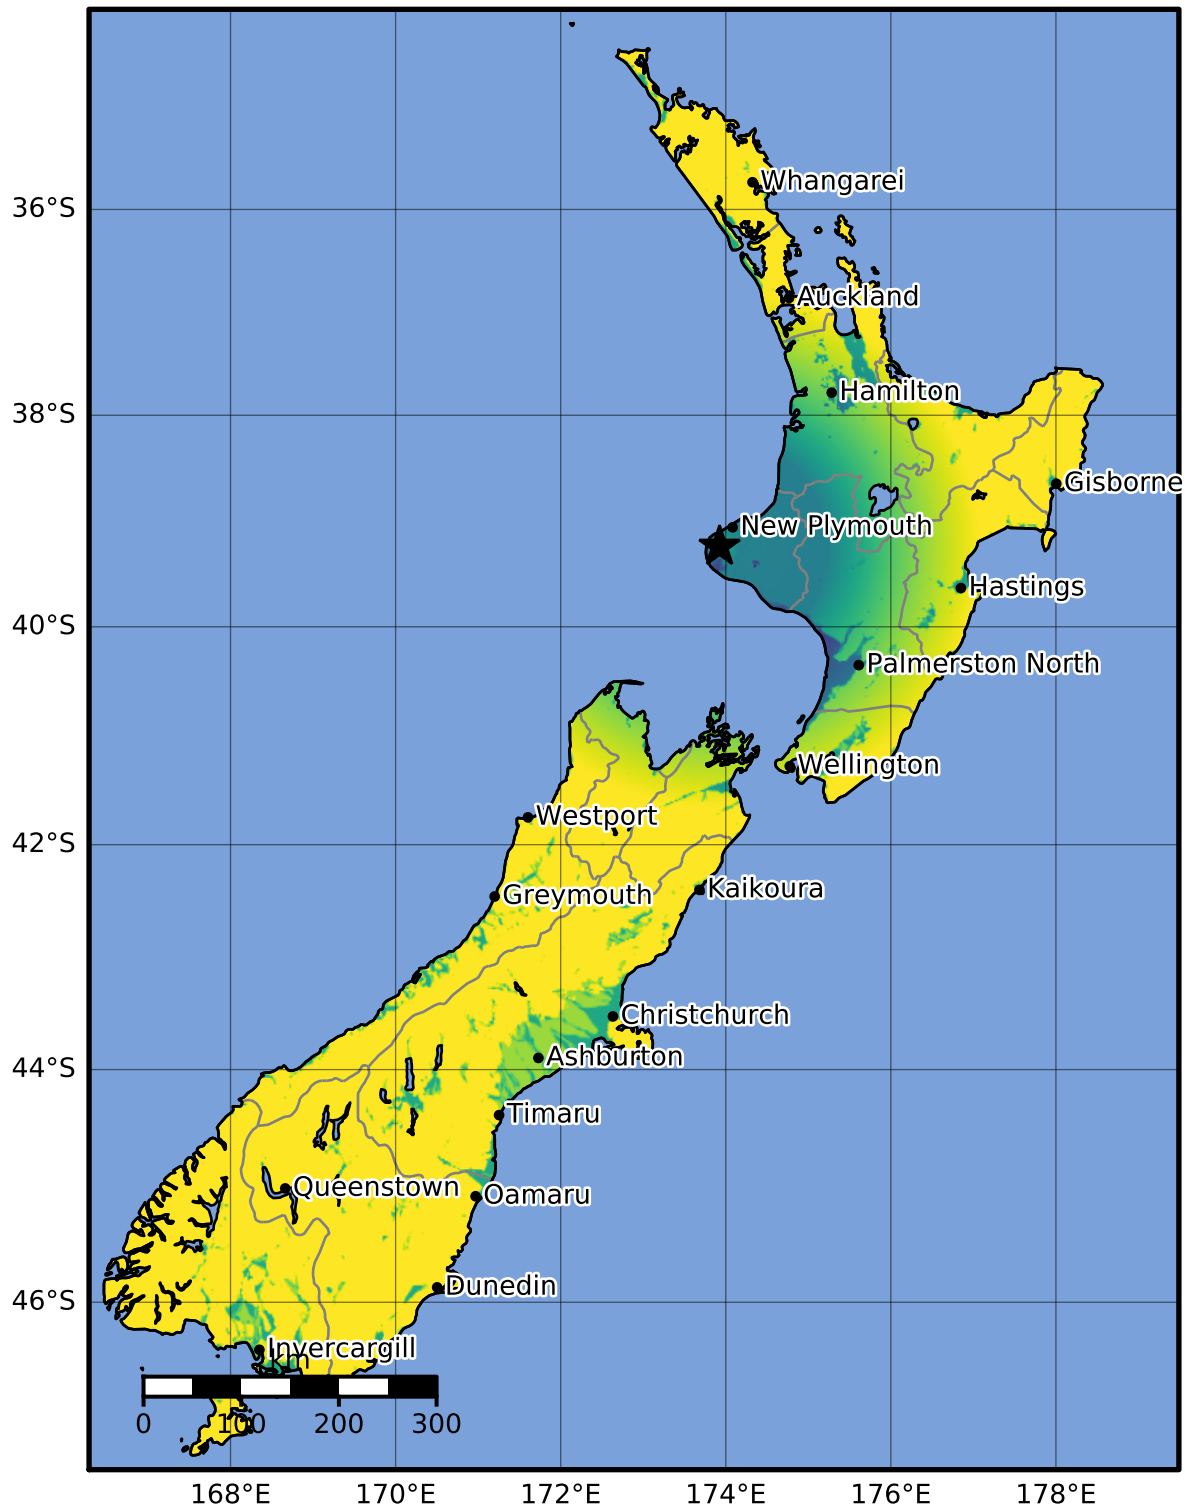 Whangarei
36°S
Auckland
Hamilton
38°S
Gisborne
New Plymouth
Hastings
40°S
Palmerston North
Wellington
Westport
42°S
Kaikoura
Greymouth
Christchurch
Ashburton
44°S
Timaru
Queenstown
Oamaru
Dunedin
46°S
Invercargill
km
0 100 200 300
168°E 170°E 172°E 174°E 176°E 178°E